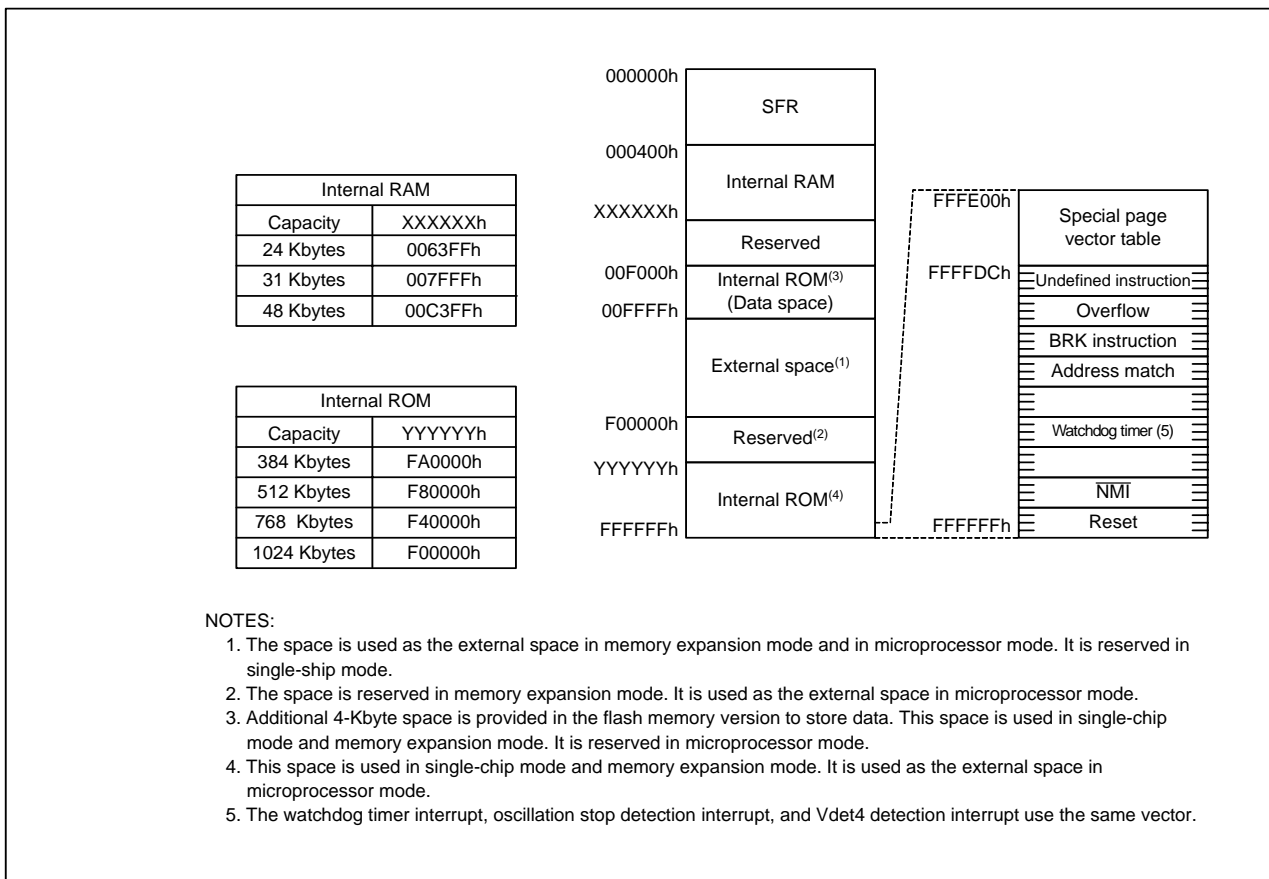 Internal RAM
Capacity XXXXXXh
24 Kbytes 0063FFh
31 Kbytes 007FFFh
48 Kbytes 00C3FFh
Internal ROM
Capacity YYYYYYh
384 Kbytes FA0000h
512 Kbytes F80000h
768 Kbytes F40000h
1024 Kbytes F00000h
000000h
SFR
000400h
Internal RAM
XXXXXXh
Reserved
00F000h
Internal ROM(3)
(Data space)
00FFFFh
External space(1)
F00000h
Reserved(2)
YYYYYYh
Internal ROM(4)
FFFFFFh
FFFE00h
Special page
vector table
FFFFDCh
Undefined instruction
Overflow
BRK instruction
Address match
Watchdog timer (5)
NMI
Reset
FFFFFFh
NOTES:
1. The space is used as the external space in memory expansion mode and in microprocessor mode. It is reserved in
single-ship mode.
2. The space is reserved in memory expansion mode. It is used as the external space in microprocessor mode.
3. Additional 4-Kbyte space is provided in the flash memory version to store data. This space is used in single-chip
mode and memory expansion mode. It is reserved in microprocessor mode.
4. This space is used in single-chip mode and memory expansion mode. It is used as the external space in
microprocessor mode.
5. The watchdog timer interrupt, oscillation stop detection interrupt, and Vdet4 detection interrupt use the same vector.